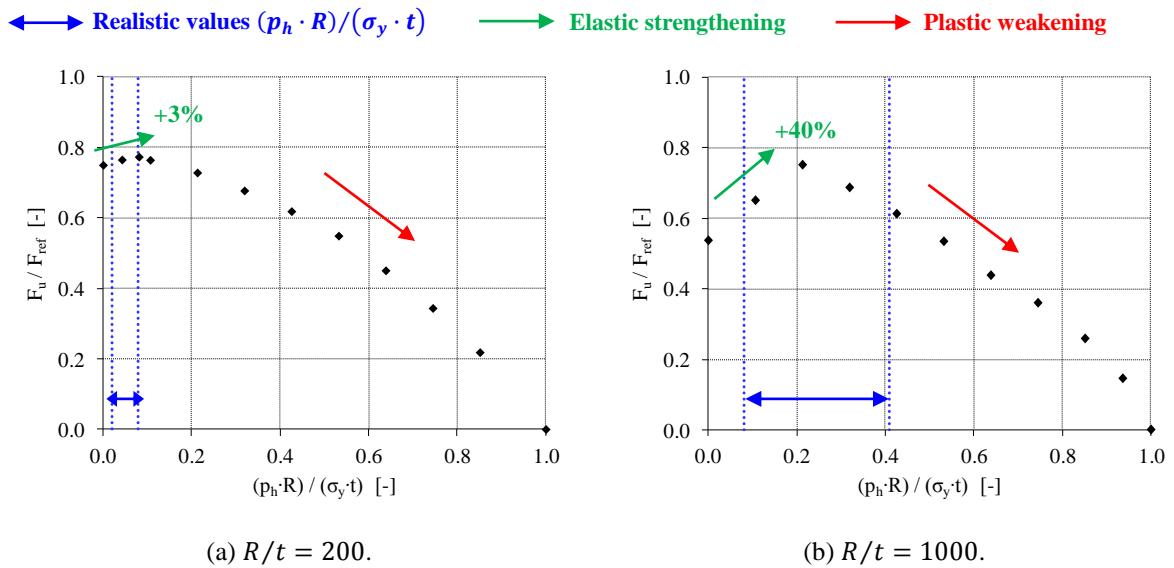 Realistic values (p_h · R)/(σ_y · t) Elastic strengthening Plastic weakening
+3%
1.0
0.8
0.6
0.4
0.2
0.0
F_u / F_ref [-]
0.0 0.2 0.4 0.6 0.8 1.0
(p_h·R) / (σ_y·t) [-]
(a) R/t = 200.
+40%
1.0
0.8
0.6
0.4
0.2
0.0
F_u / F_ref [-]
0.0 0.2 0.4 0.6 0.8 1.0
(p_h·R) / (σ_y·t) [-]
(b) R/t = 1000.